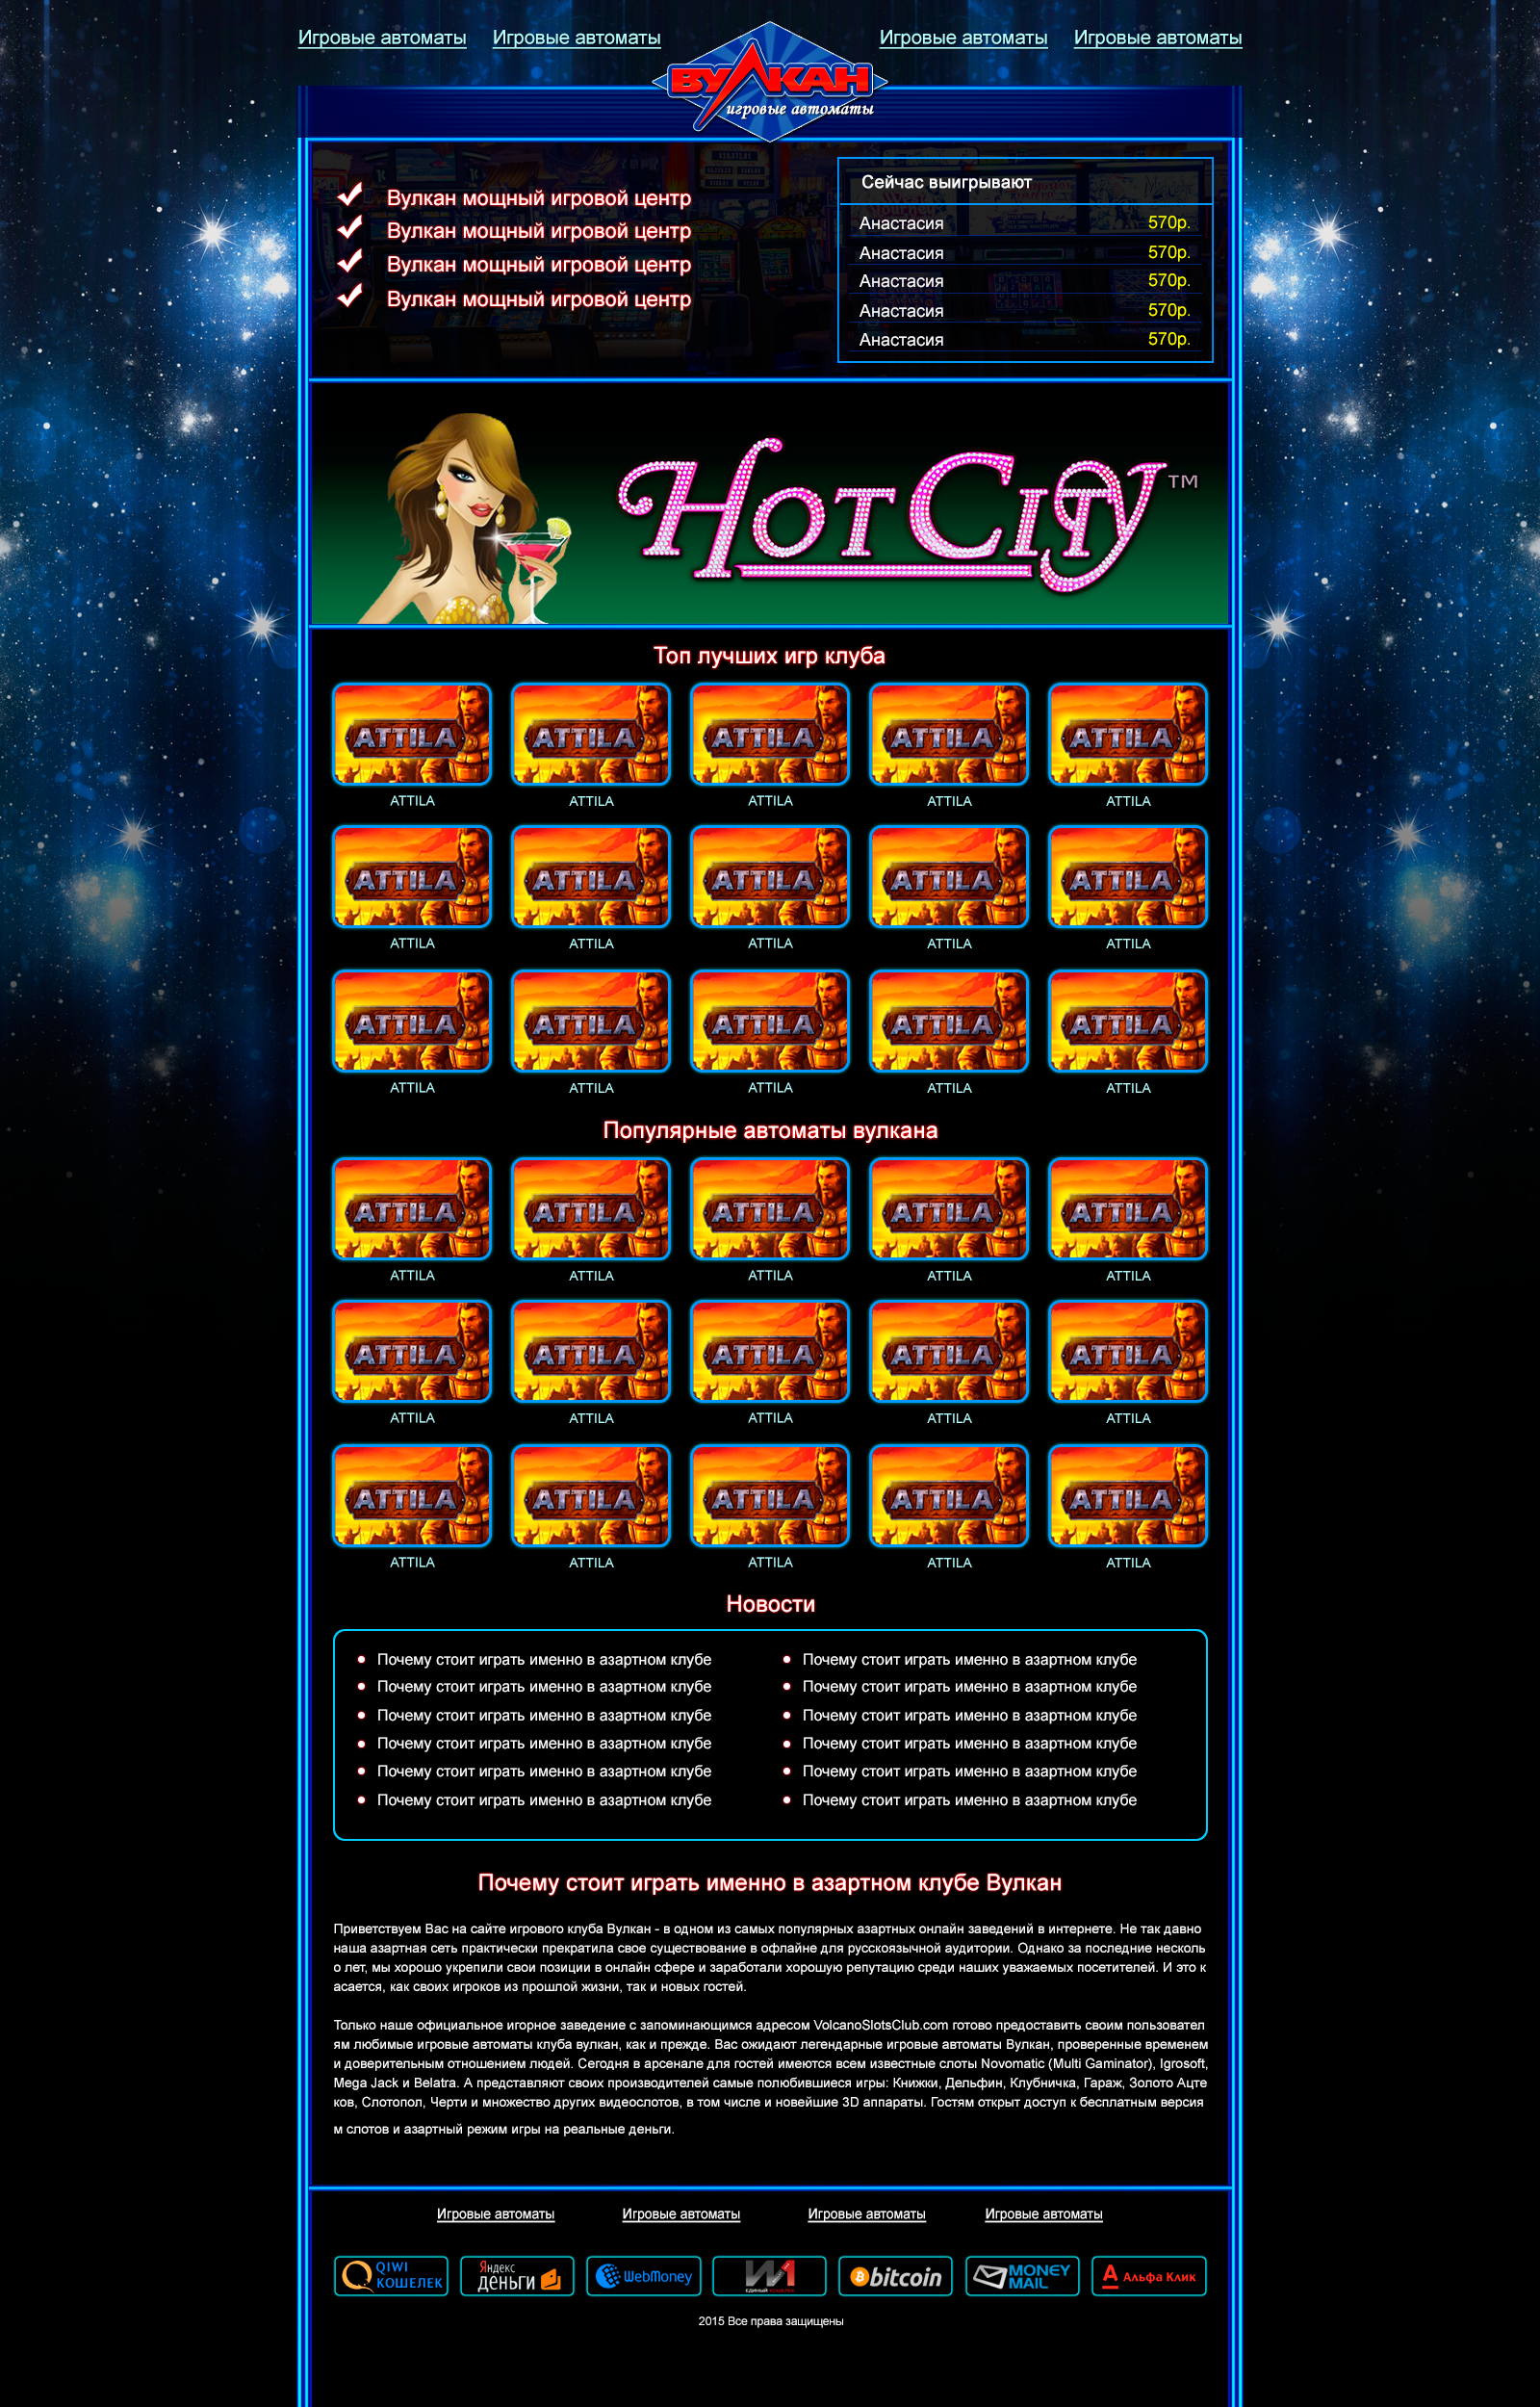 Игровые автоматы Игровые автоматы Игровые автоматы Игровые автоматы
ВУЛКАН
игровые автоматы
Вулкан мощный игровой центр
Вулкан мощный игровой центр
Вулкан мощный игровой центр
Вулкан мощный игровой центр
Сейчас выигрывают
Анастасия 570р.
Анастасия 570р.
Анастасия 570р.
Анастасия 570р.
Анастасия 570р.
HOT CITY™
Топ лучших игр клуба
ATTILA ATTILA ATTILA ATTILA ATTILA
ATTILA ATTILA ATTILA ATTILA ATTILA
ATTILA ATTILA ATTILA ATTILA ATTILA
ATTILA ATTILA ATTILA ATTILA ATTILA
ATTILA ATTILA ATTILA ATTILA ATTILA
ATTILA ATTILA ATTILA ATTILA ATTILA
Популярные автоматы вулкана
ATTILA ATTILA ATTILA ATTILA ATTILA
ATTILA ATTILA ATTILA ATTILA ATTILA
ATTILA ATTILA ATTILA ATTILA ATTILA
ATTILA ATTILA ATTILA ATTILA ATTILA
ATTILA ATTILA ATTILA ATTILA ATTILA
ATTILA ATTILA ATTILA ATTILA ATTILA
Новости
Почему стоит играть именно в азартном клубе
Почему стоит играть именно в азартном клубе
Почему стоит играть именно в азартном клубе
Почему стоит играть именно в азартном клубе
Почему стоит играть именно в азартном клубе
Почему стоит играть именно в азартном клубе
Почему стоит играть именно в азартном клубе
Почему стоит играть именно в азартном клубе
Почему стоит играть именно в азартном клубе
Почему стоит играть именно в азартном клубе
Почему стоит играть именно в азартном клубе
Почему стоит играть именно в азартном клубе
Почему стоит играть именно в азартном клубе Вулкан
Приветствуем Вас на сайте игрового клуба Вулкан - в одном из самых популярных азартных онлайн заведений в интернете. Не так давно
наша азартная сеть практически прекратила свое существование в офлайне для русскоязычной аудитории. Однако за последние несколь
о лет, мы хорошо укрепили свои позиции в онлайн сфере и заработали хорошую репутацию среди наших уважаемых посетителей. И это к
асается, как своих игроков из прошлой жизни, так и новых гостей.
Только наше официальное игорное заведение с запоминающимся адресом VolcanoSlotsClub.com готово предоставить своим пользовател
ям любимые игровые автоматы клуба вулкан, как и прежде. Вас ожидают легендарные игровые автоматы Вулкан, проверенные временем
и доверительным отношением людей. Сегодня в арсенале для гостей имеются всем известные слоты Novomatic (Multi Gaminator), Igrosoft,
Mega Jack и Belatra. А представляют своих производителей самые полюбившиеся игры: Книжки, Дельфин, Клубничка, Гараж, Золото Ацте
ков, Слотопол, Черти и множество других видеослотов, в том числе и новейшие 3D аппараты. Гостям открыт доступ к бесплатным версия
м слотов и азартный режим игры на реальные деньги.
Игровые автоматы Игровые автоматы Игровые автоматы Игровые автоматы
QIWI
КОШЕЛЕК
Яндекс
деньги
WebMoney
W1
ЕДИНЫЙ КОШЕЛЕК
bitcoin
MONEY
MAIL
Альфа Клик
2015 Все права защищены